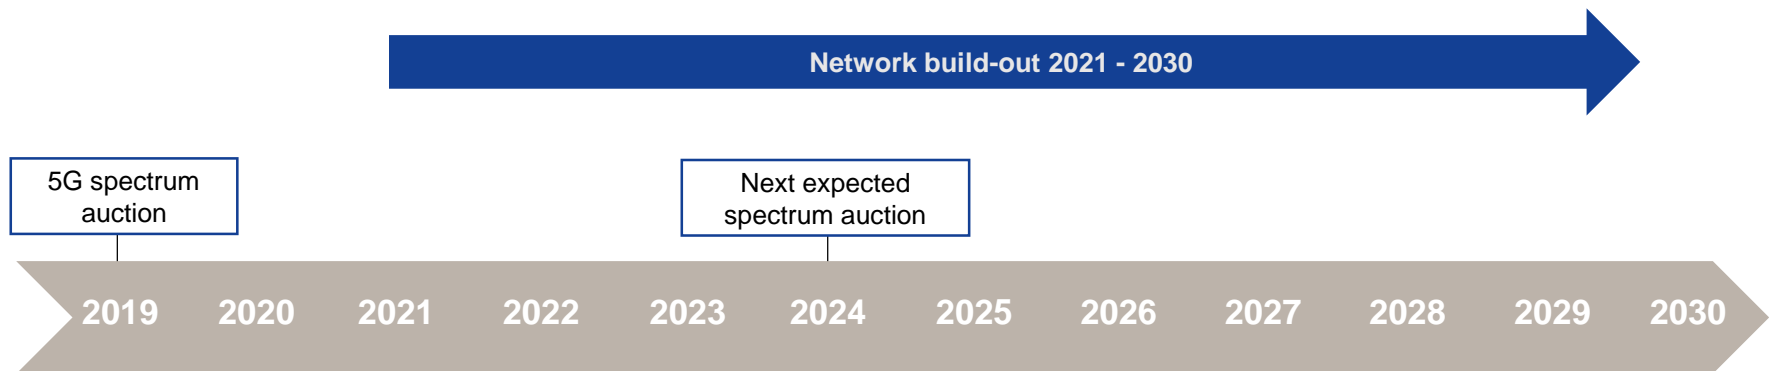 Network build-out 2021 - 2030
5G spectrum
auction
Next expected
spectrum auction
2019 2020 2021 2022 2023 2024 2025 2026 2027 2028 2029 2030